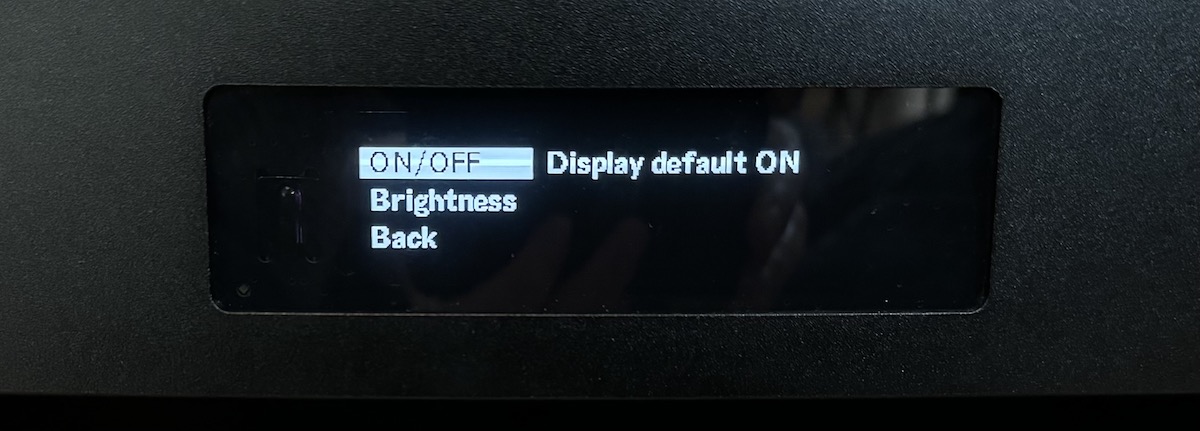 ON/OFF Display default ON
Brightness
Back